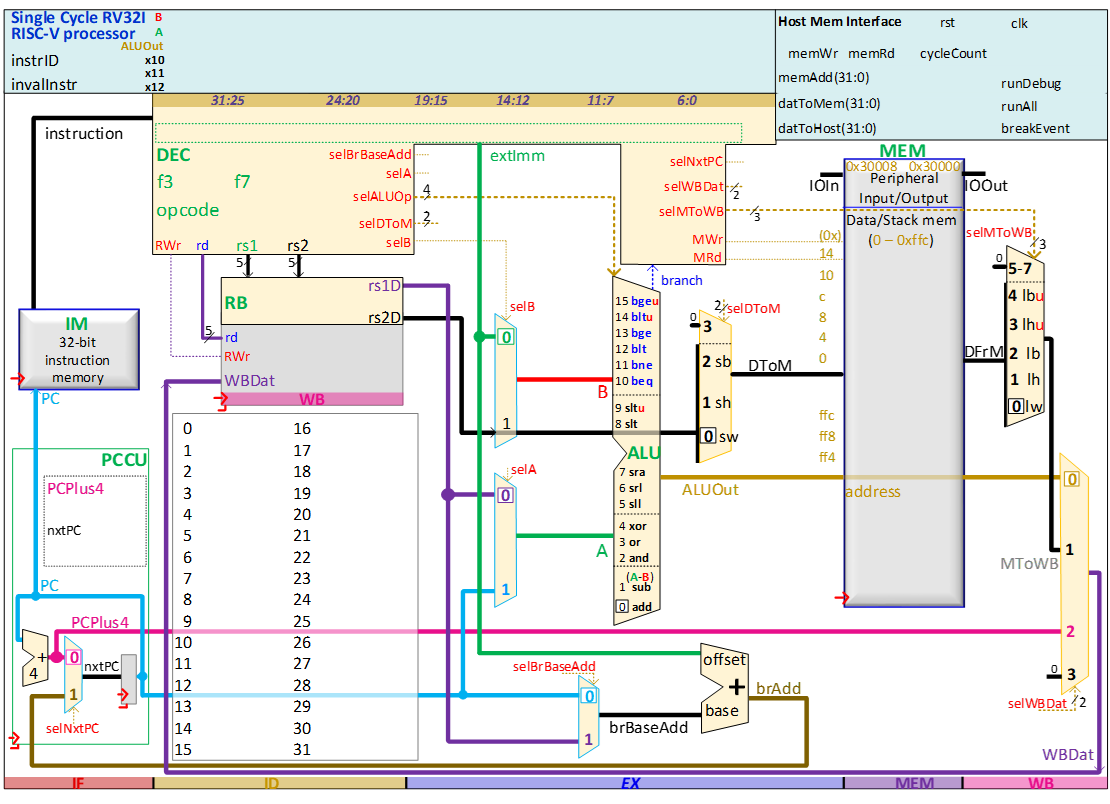 Single Cycle RV32I B
RISC-V processor A
ALUOut
instrID x10
x11
invalInstr x12
Host Mem Interface rst clk
memWr memRd cycleCount
memAdd(31:0)
runDebug
datToMem(31:0) runAll
datToHost(31:0) breakEvent
31:25 24:20 19:15 14:12 11:7 6:0
instruction
DEC
f3 f7
opcode
RWr rd rs1 rs2
5 5
selBrBaseAdd
selA
selALUOp 4
selDToM 2
selB
extImm
selNxtPC
selWBDat 2
selMToWB 3
MWr
MRd
branch
MEM
0x30008 0x30000
IOIn Peripheral IOOut
Input/Output
Data/Stack mem
(0 – 0xffc)
(0x)
14
10
c
8
4
0
ffc
ff8
ff4
address
selMToWB 3
0 5-7
4 lbu
3 lhu
2 lb
1 lh
0 lw
DFrM
IM
32-bit
instruction
memory
PC
RB
rs1D
rs2D
5 rd
RWr
WBDat
WB
selB
0
1
B
selA
0
1
A
15 bgeu
14 bltu
13 bge
12 blt
11 bne
10 beq
9 sltu
8 slt
ALU
7 sra
6 srl
5 sll
4 xor
3 or
2 and
(A-B)
1 sub
0 add
2 selDToM
0 3
2 sb
1 sh
0 sw
DToM
ALUOut
0
1
2
3
0
MToWB
selWBDat 2
WBDat
PCCU
PCPlus4
nxtPC
PC
PCPlus4
+
4
0
1
nxtPC
selNxtPC
0 16
1 17
2 18
3 19
4 20
5 21
6 22
7 23
8 24
9 25
10 26
11 27
12 28
13 29
14 30
15 31
selBrBaseAdd
0
1
brBaseAdd
offset
+
base
brAdd
IF ID EX MEM WB